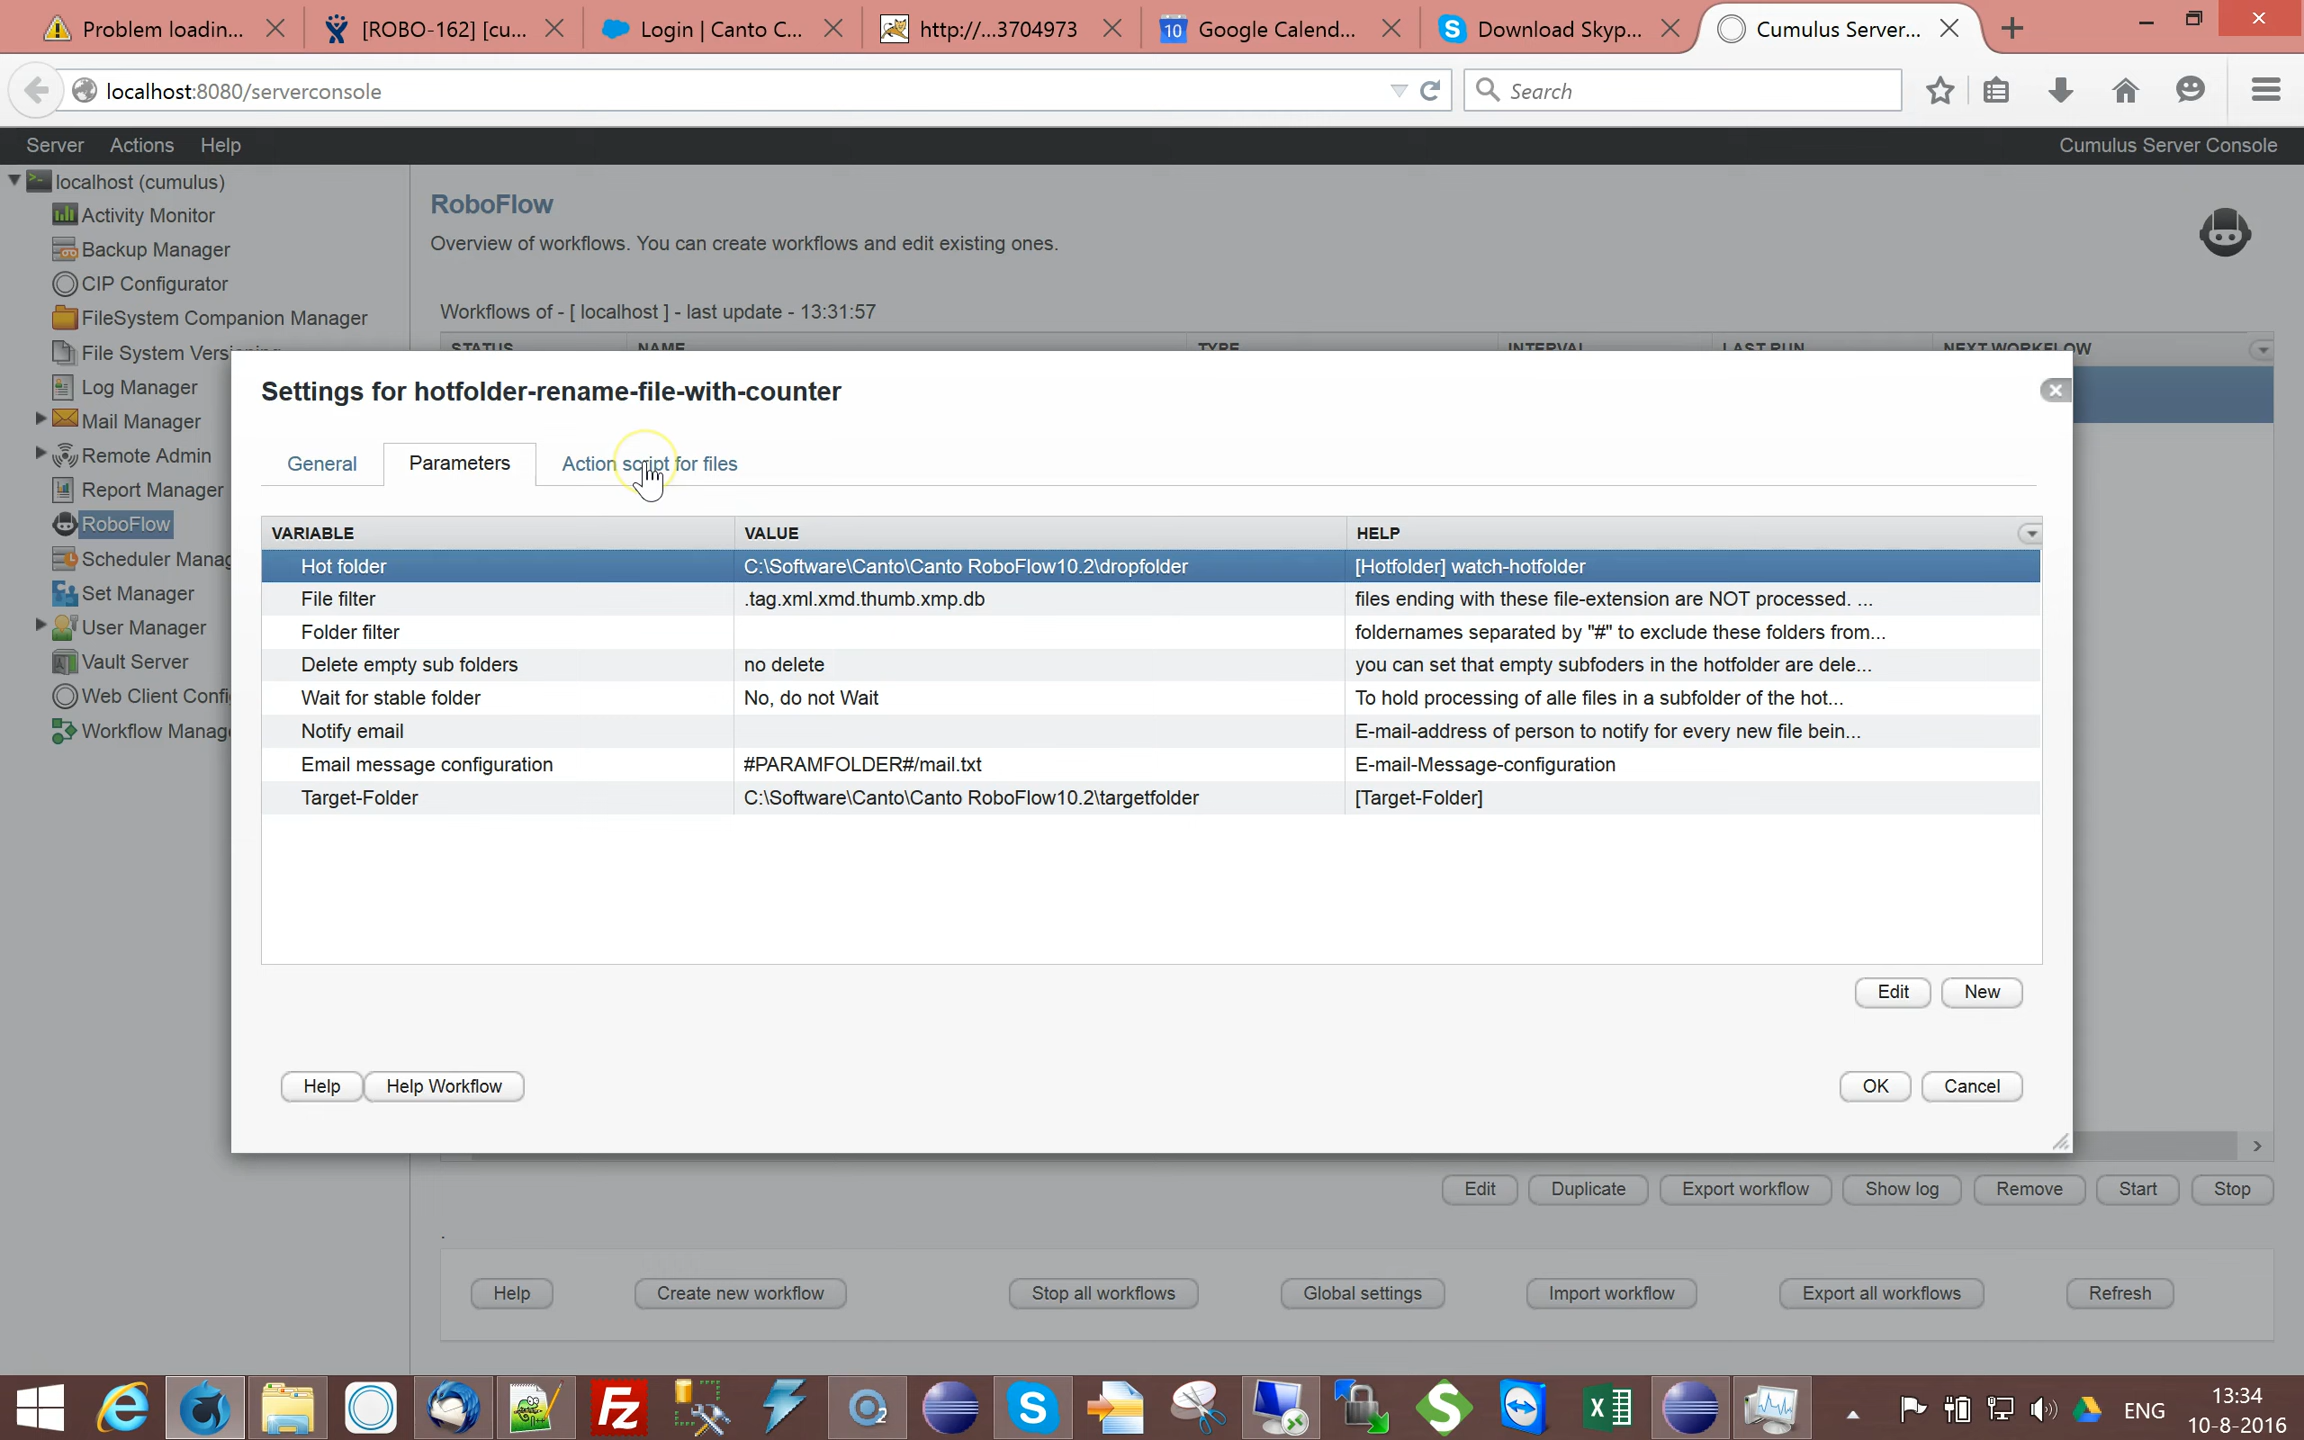 Problem loadin...
[ROBO-162] [cu...
Login | Canto C...
http://...3704973
10 Google Calend...
Download Skyp...
Cumulus Server...
localhost:8080/serverconsole
Search
Server Actions Help
Cumulus Server Console
localhost (cumulus)
Activity Monitor
Backup Manager
CIP Configurator
FileSystem Companion Manager
File System Vers
Log Manager
Mail Manager
Remote Admin
Report Manager
RoboFlow
Scheduler Manag
Set Manager
User Manager
Vault Server
Web Client Confi
Workflow Manag
RoboFlow
Overview of workflows. You can create workflows and edit existing ones.
Workflows of - [ localhost ] - last update - 13:31:57
STATUS NAME TYPE INTERVAL LAST RUN NEXT WORKFLOW
Settings for hotfolder-rename-file-with-counter
General Parameters Action script for files
VARIABLE VALUE HELP
Hot folder C:\Software\Canto\Canto RoboFlow10.2\dropfolder [Hotfolder] watch-hotfolder
File filter .tag.xml.xmd.thumb.xmp.db files ending with these file-extension are NOT processed. ...
Folder filter foldernames separated by "#" to exclude these folders from...
Delete empty sub folders no delete you can set that empty subfoders in the hotfolder are dele...
Wait for stable folder No, do not Wait To hold processing of alle files in a subfolder of the hot...
Notify email E-mail-address of person to notify for every new file bein...
Email message configuration #PARAMFOLDER#/mail.txt E-mail-Message-configuration
Target-Folder C:\Software\Canto\Canto RoboFlow10.2\targetfolder [Target-Folder]
Edit New
Help Help Workflow OK Cancel
Edit Duplicate Export workflow Show log Remove Start Stop
.
Help Create new workflow Stop all workflows Global settings Import workflow Export all workflows Refresh
ENG
13:34
10-8-2016